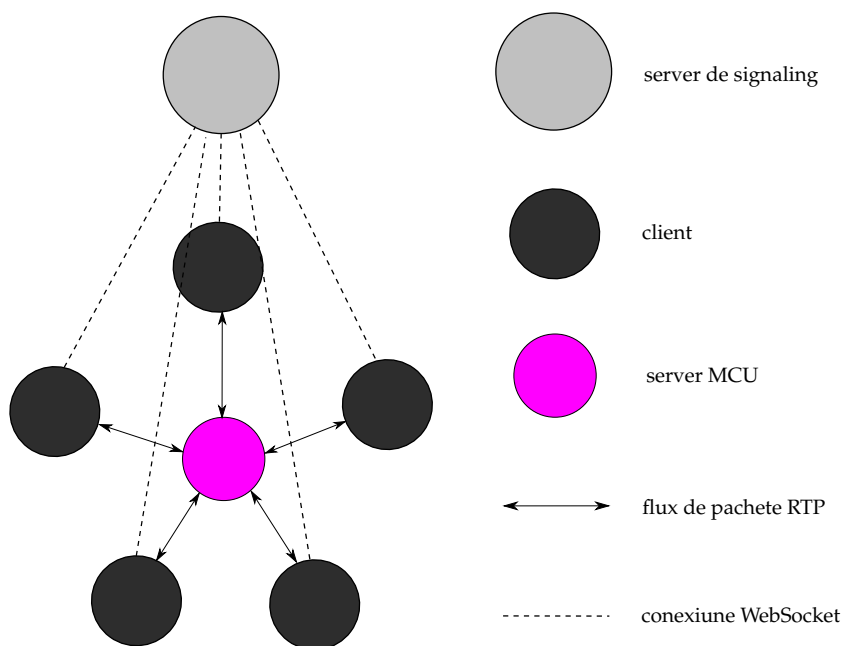 server de signaling
client
server MCU
flux de pachete RTP
conexiune WebSocket